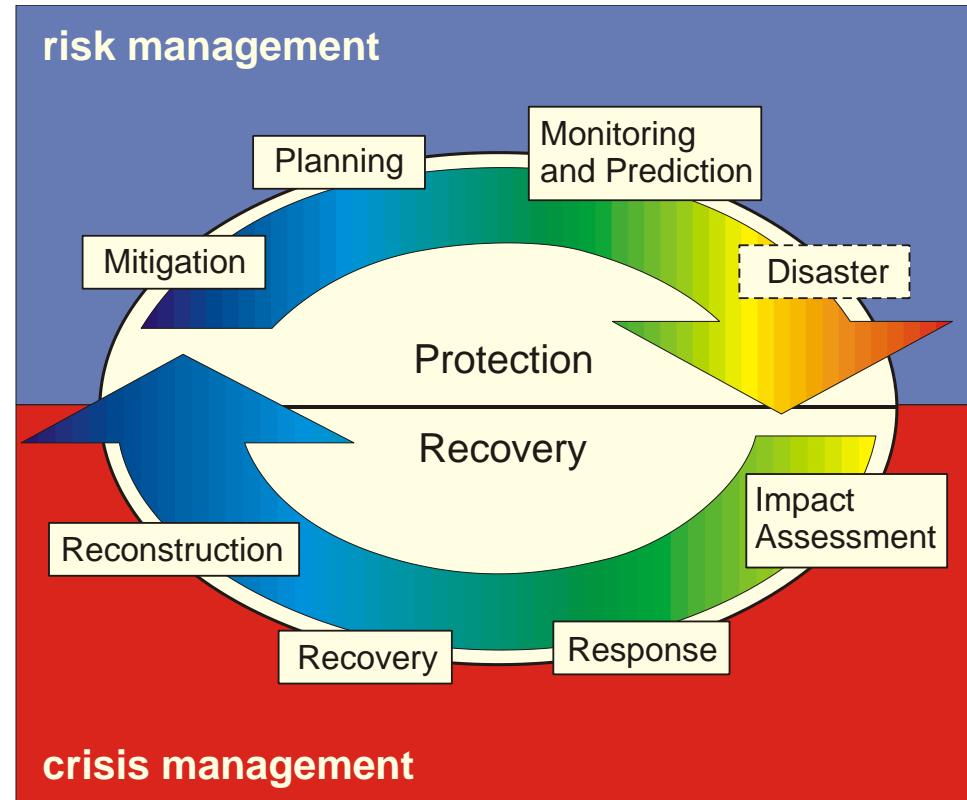 risk management
Planning
Monitoring
and Prediction
Mitigation
Disaster
Protection
Recovery
Impact
Assessment
Reconstruction
Recovery
Response
crisis management